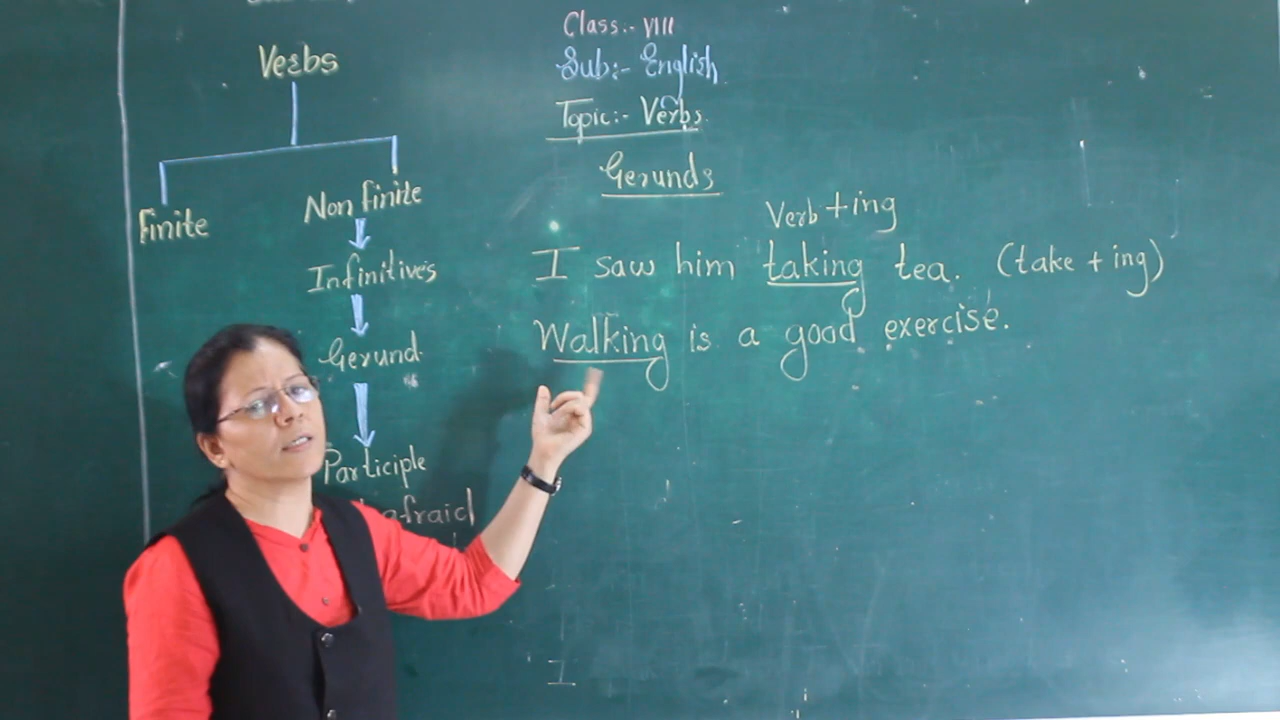 Verbs
Finite
Non finite
Infinitives
Gerund
Participle
afraid
Class:- VIII
Sub:- English
Topic:- Verbs.
Gerunds
Verb +ing
I saw him taking tea. (take + ing)
Walking is a good exercise.
I